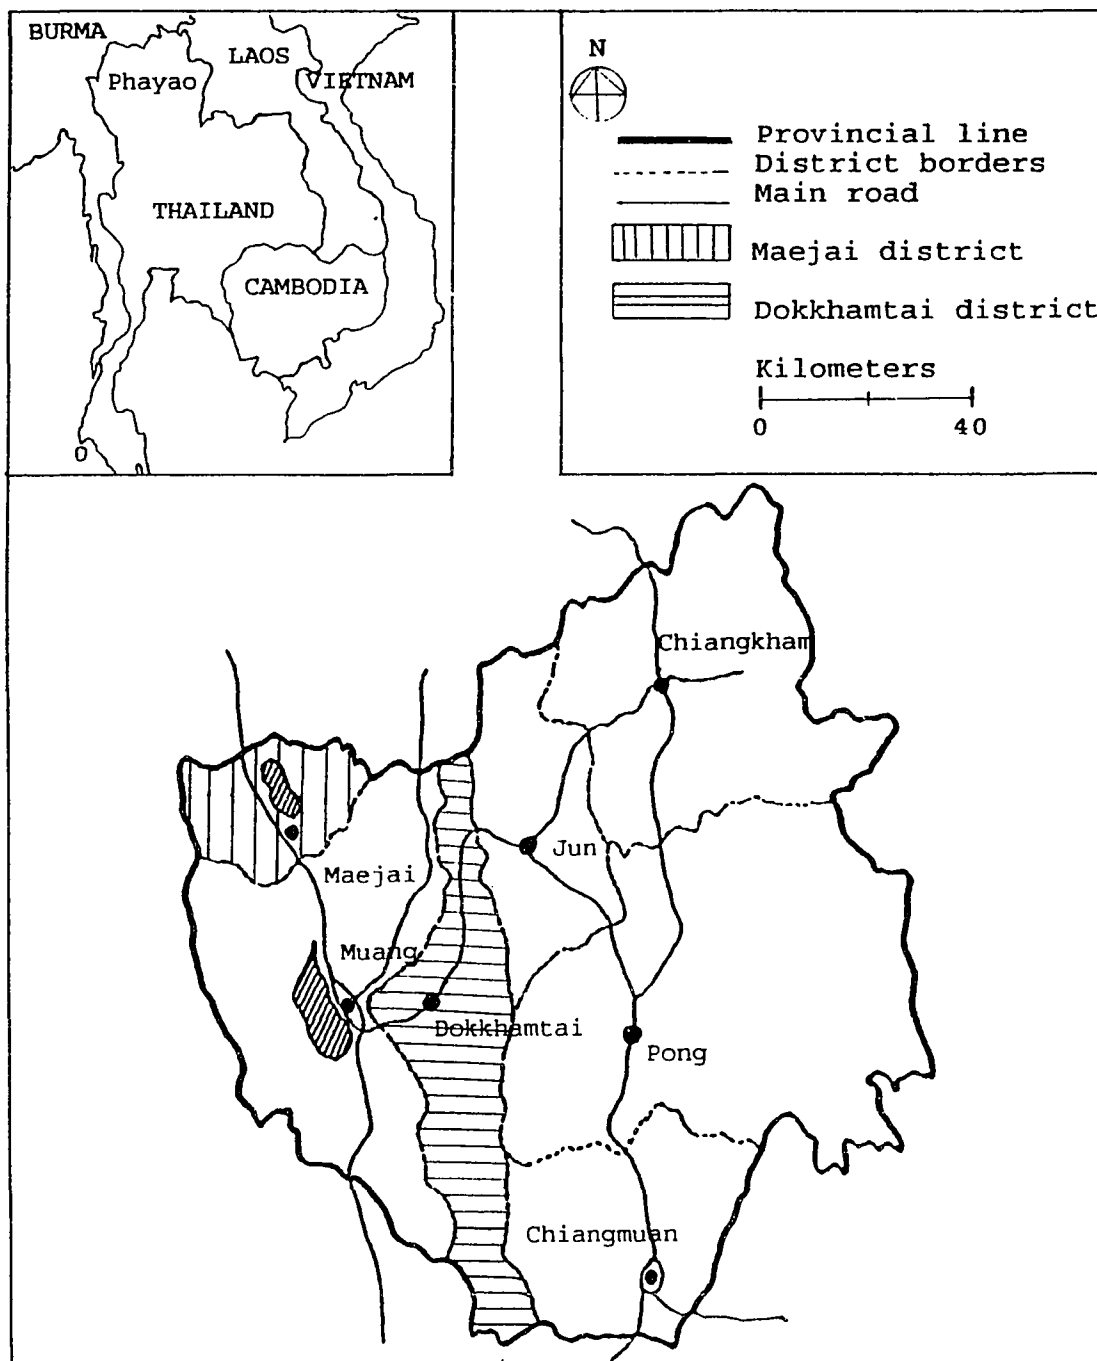 BURMA
LAOS
Phayao
VIETNAM
THAILAND
CAMBODIA
N
Provincial line
District borders
Main road
Maejai district
Dokkhamtai district
Kilometers
0 40
Chiangkham
Jun
Maejai
Muang
Dokkhamtai
Pong
Chiangmuan